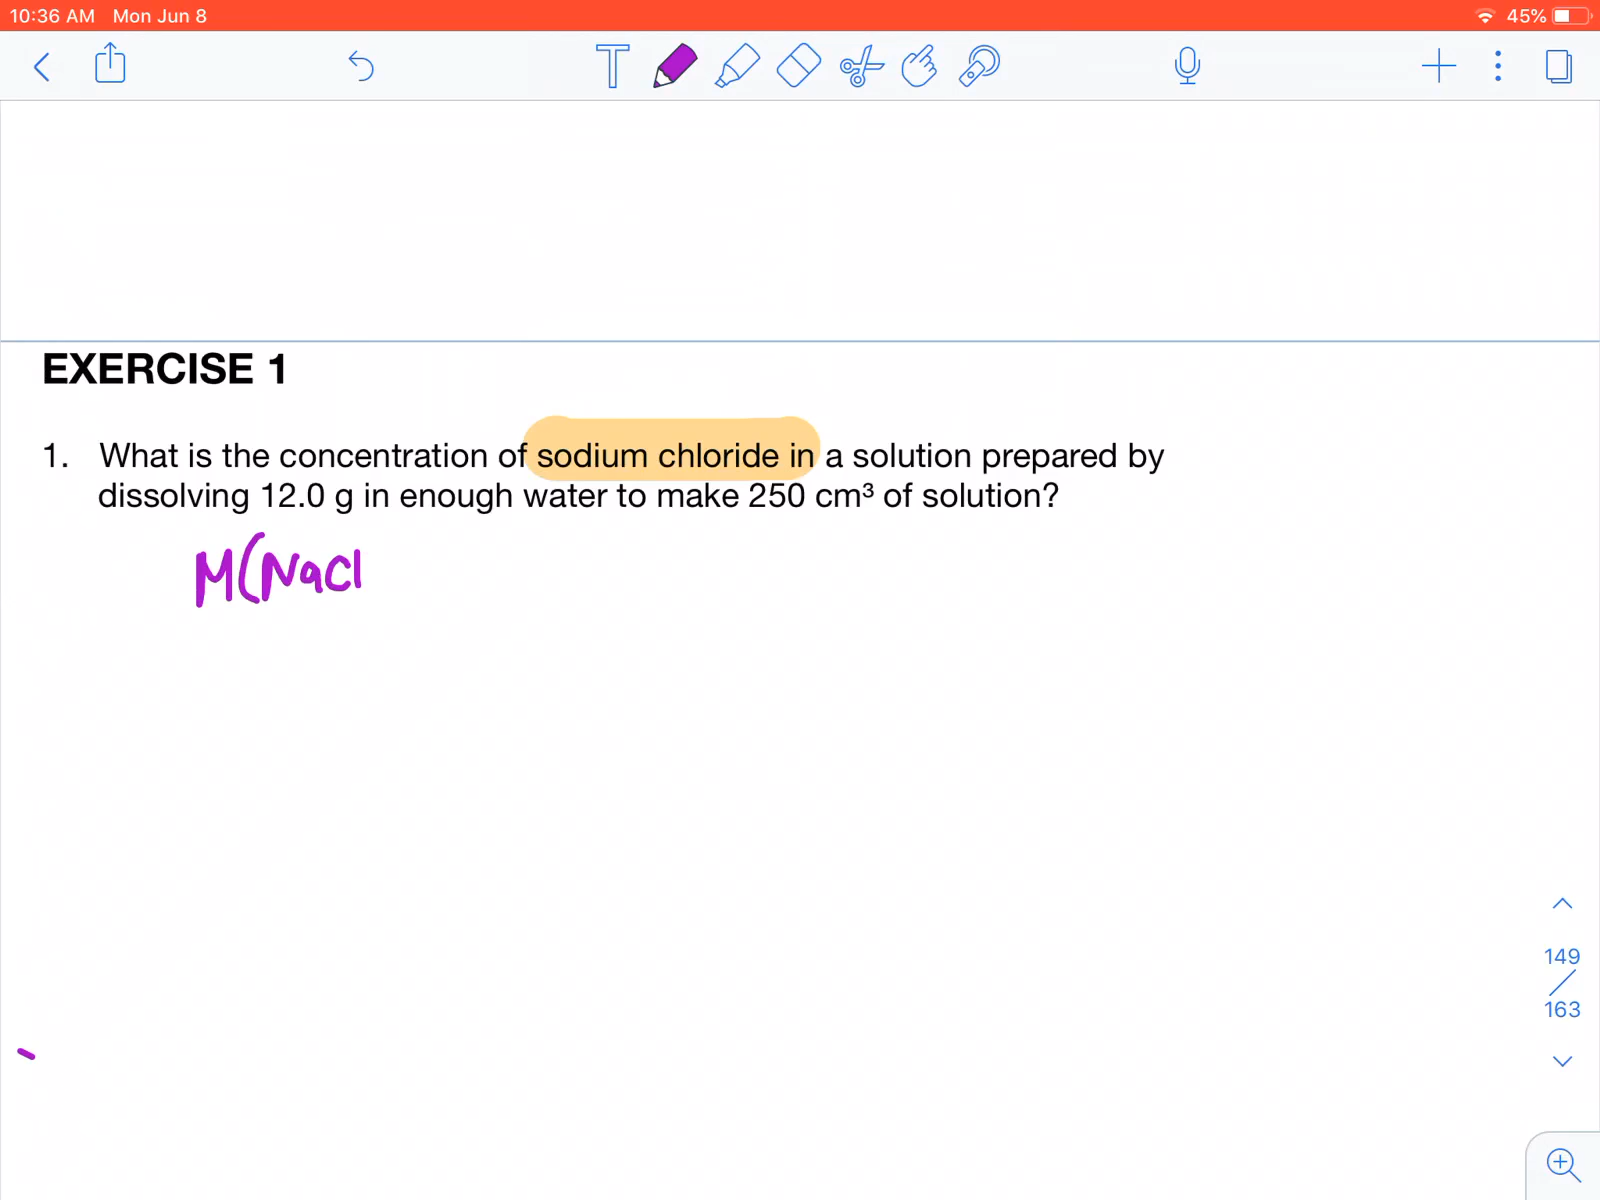 10:36 AM Mon Jun 8 45%
T
EXERCISE 1
1. What is the concentration of sodium chloride in a solution prepared by
dissolving 12.0 g in enough water to make 250 cm³ of solution?
M(NaCl
149
163